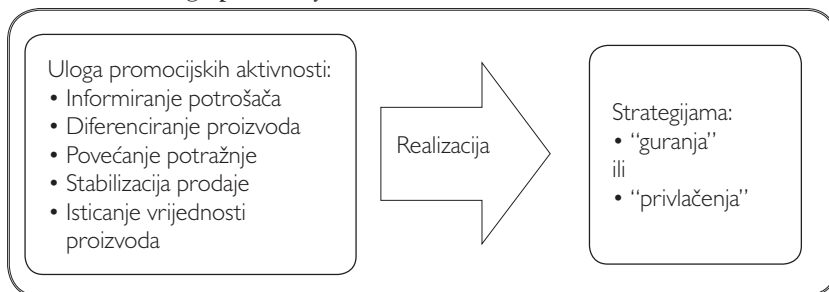 Uloga promocijskih aktivnosti:
• Informiranje potrošača
• Diferenciranje proizvoda
• Povećanje potražnje
• Stabilizacija prodaje
• Isticanje vrijednosti
proizvoda
Realizacija
Strategijama:
• “guranja”
ili
• “privlačenja”